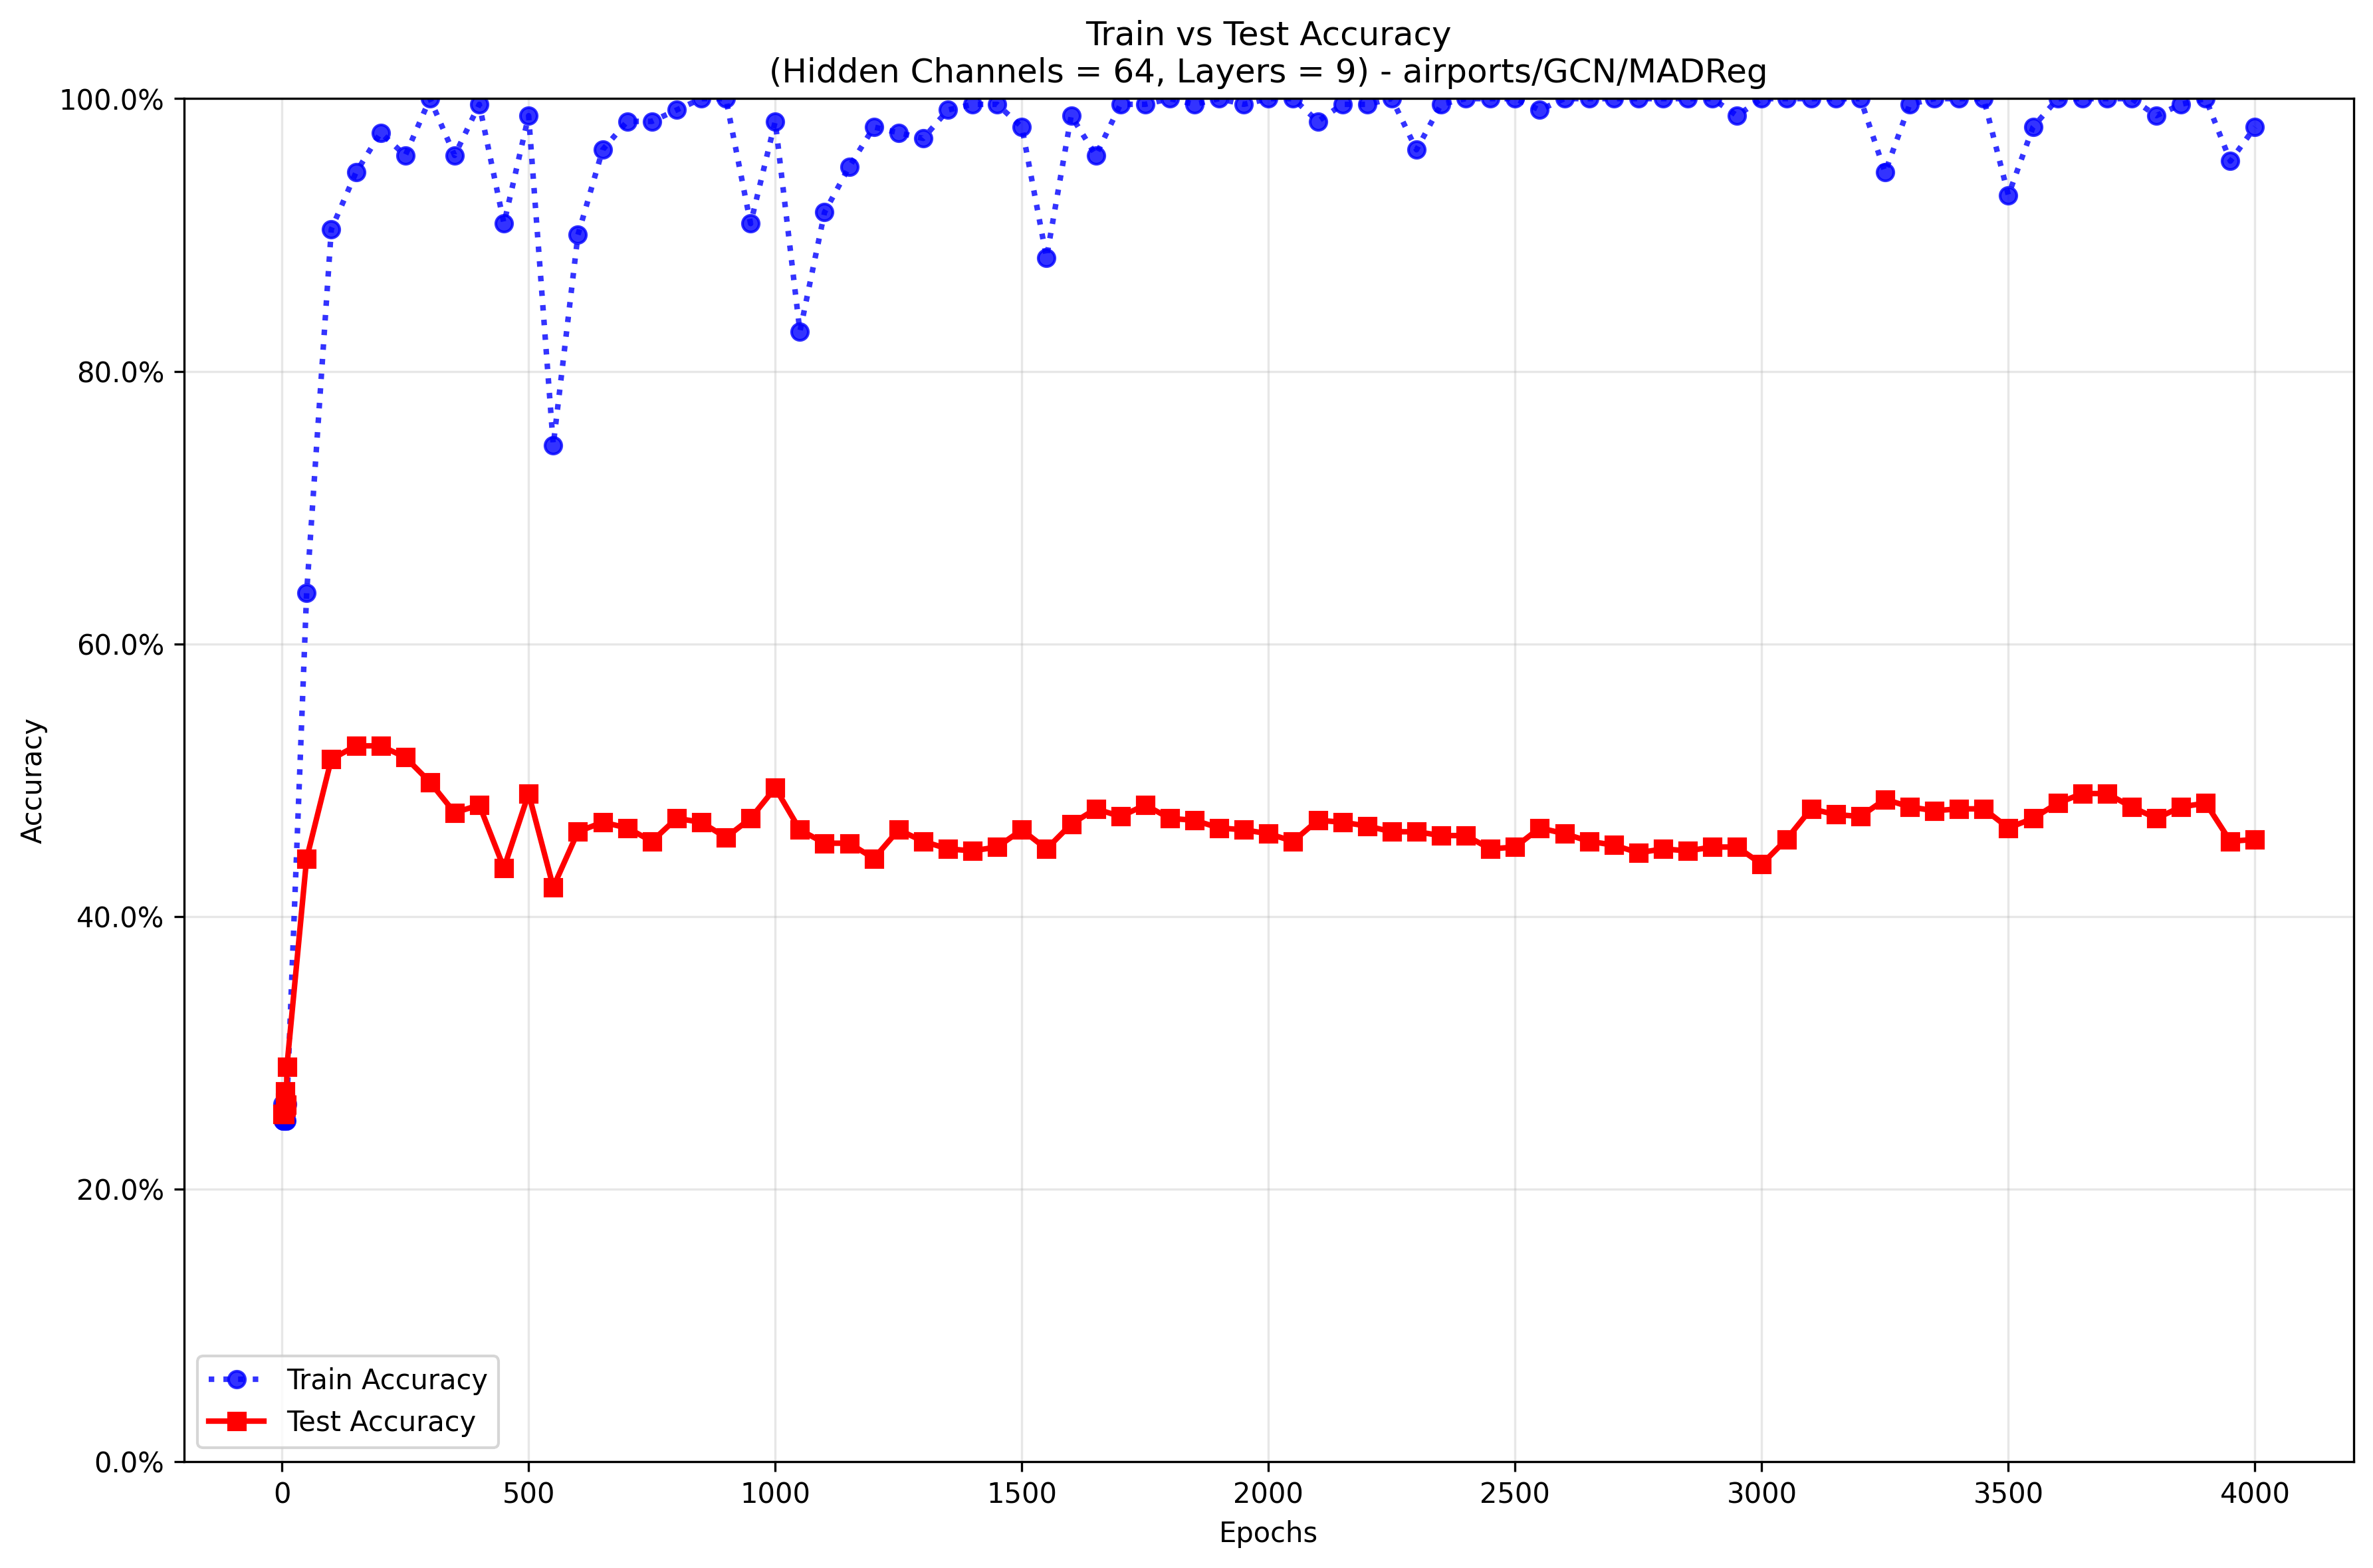 Train vs Test Accuracy
(Hidden Channels = 64, Layers = 9) - airports/GCN/MADReg
Accuracy
100.0%
80.0%
60.0%
40.0%
20.0%
0.0%
Train Accuracy
Test Accuracy
0 500 1000 1500 2000 2500 3000 3500 4000
Epochs